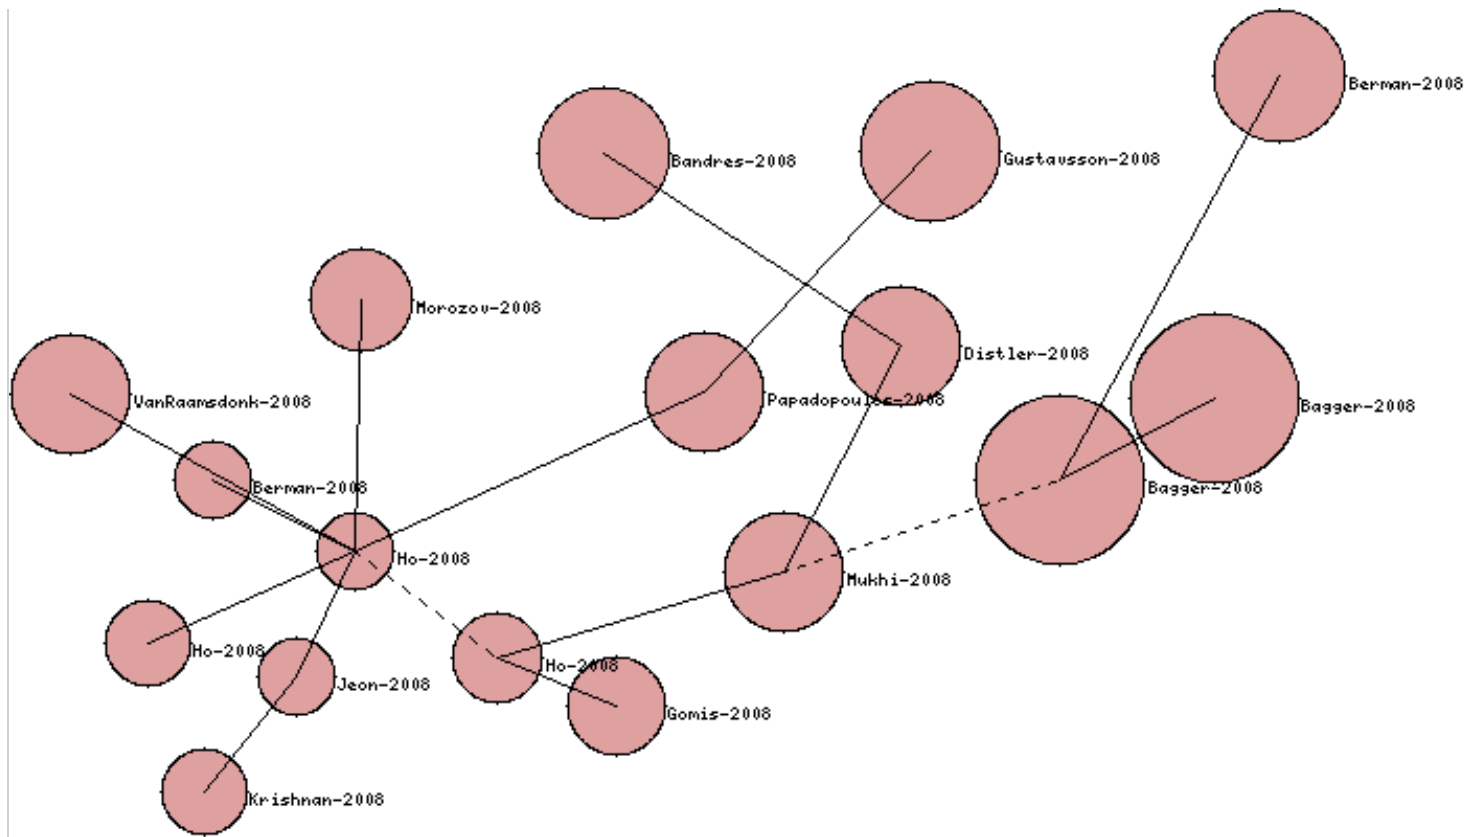 Berman-2008
Bandres-2008
Gustavsson-2008
Morozov-2008
Distler-2008
VanRaamsdonk-2008
Papadopoulos-2008
Bagger-2008
Berman-2008
Bagger-2008
Ho-2008
Mukhi-2008
Ho-2008
Ho-2008
Jeon-2008
Gomis-2008
Krishnan-2008